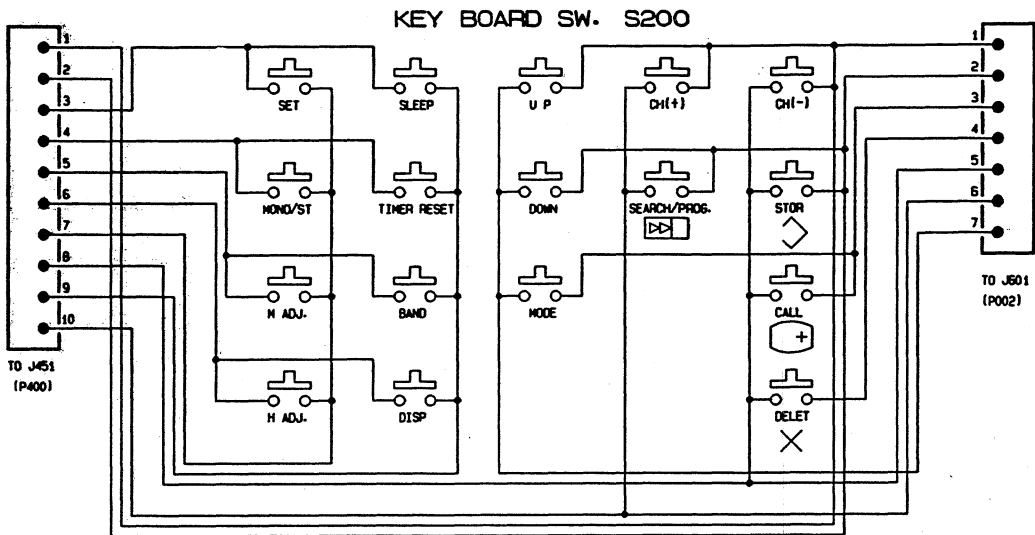 KEY BOARD SW. S200
1
2
3
4
5
6
7
8
9
10
TO J451
(P400)
SET
SLEEP
UP
CH(+)
CH(-)
MONO/ST
TIMER RESET
DOWN
SEARCH/PROG.
STOR
M ADJ.
BAND
MODE
CALL
H ADJ.
DISP
DELET
1
2
3
4
5
6
7
TO J601
(P002)